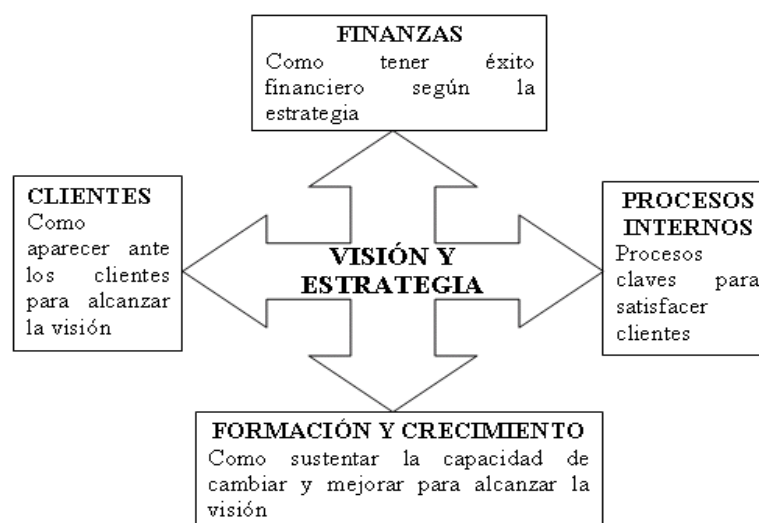 FINANZAS
Como tener éxito
financiero según la
estrategia
CLIENTES
Como
aparecer ante
los clientes
para alcanzar
la visión
VISIÓN Y
ESTRATEGIA
PROCESOS
INTERNOS
Procesos
claves para
satisfacer
clientes
FORMACIÓN Y CRECIMIENTO
Como sustentar la capacidad de
cambiar y mejorar para alcanzar la
visión